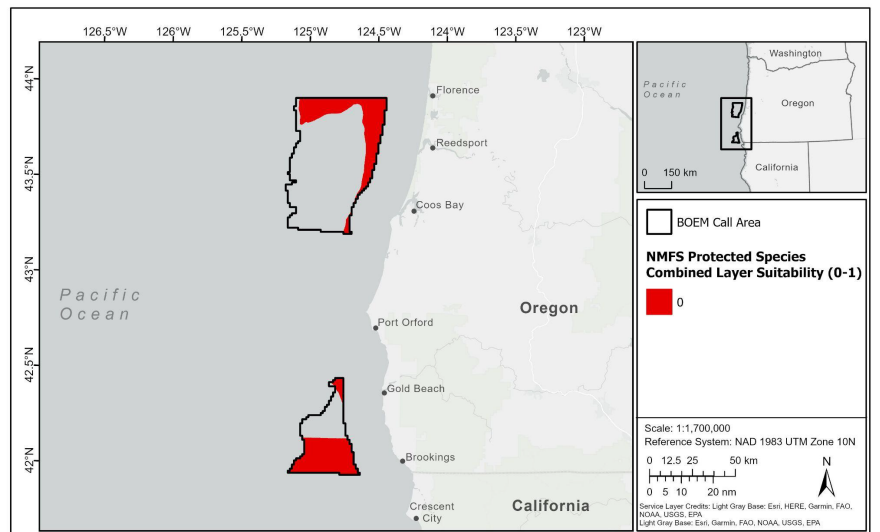 126.5°W 126°W 125.5°W 125°W 124.5°W 124°W 123.5°W 123°W
44°N
43.5°N
43°N
42.5°N
42°N
Florence
Reedsport
Coos Bay
Pacific
Ocean
Oregon
Port Orford
Gold Beach
Brookings
Crescent
City
California
Washington
Pacific
Ocean
Oregon
California
0 150 km
BOEM Call Area
NMFS Protected Species
Combined Layer Suitability (0-1)
0
Scale: 1:1,700,000
Reference System: NAD 1983 UTM Zone 10N
0 12.5 25 50 km
N
0 5 10 20 nm
Service Layer Credits: Light Gray Base: Esri, HERE, Garmin, FAO,
NOAA, USGS, EPA
Light Gray Base: Esri, Garmin, FAO, NOAA, USGS, EPA